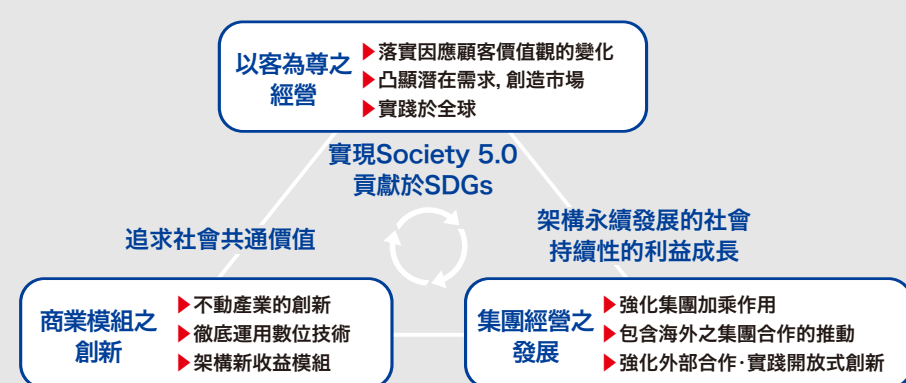 以客為尊之
經營
▶落實因應顧客價值觀的變化
▶凸顯潛在需求, 創造市場
▶實踐於全球
實現Society 5.0
貢獻於SDGs
追求社會共通價值
架構永續發展的社會
持續性的利益成長
商業模組之
創新
▶不動產業的創新
▶徹底運用數位技術
▶架構新收益模組
集團經營之
發展
▶強化集團加乘作用
▶包含海外之集團合作的推動
▶強化外部合作·實踐開放式創新